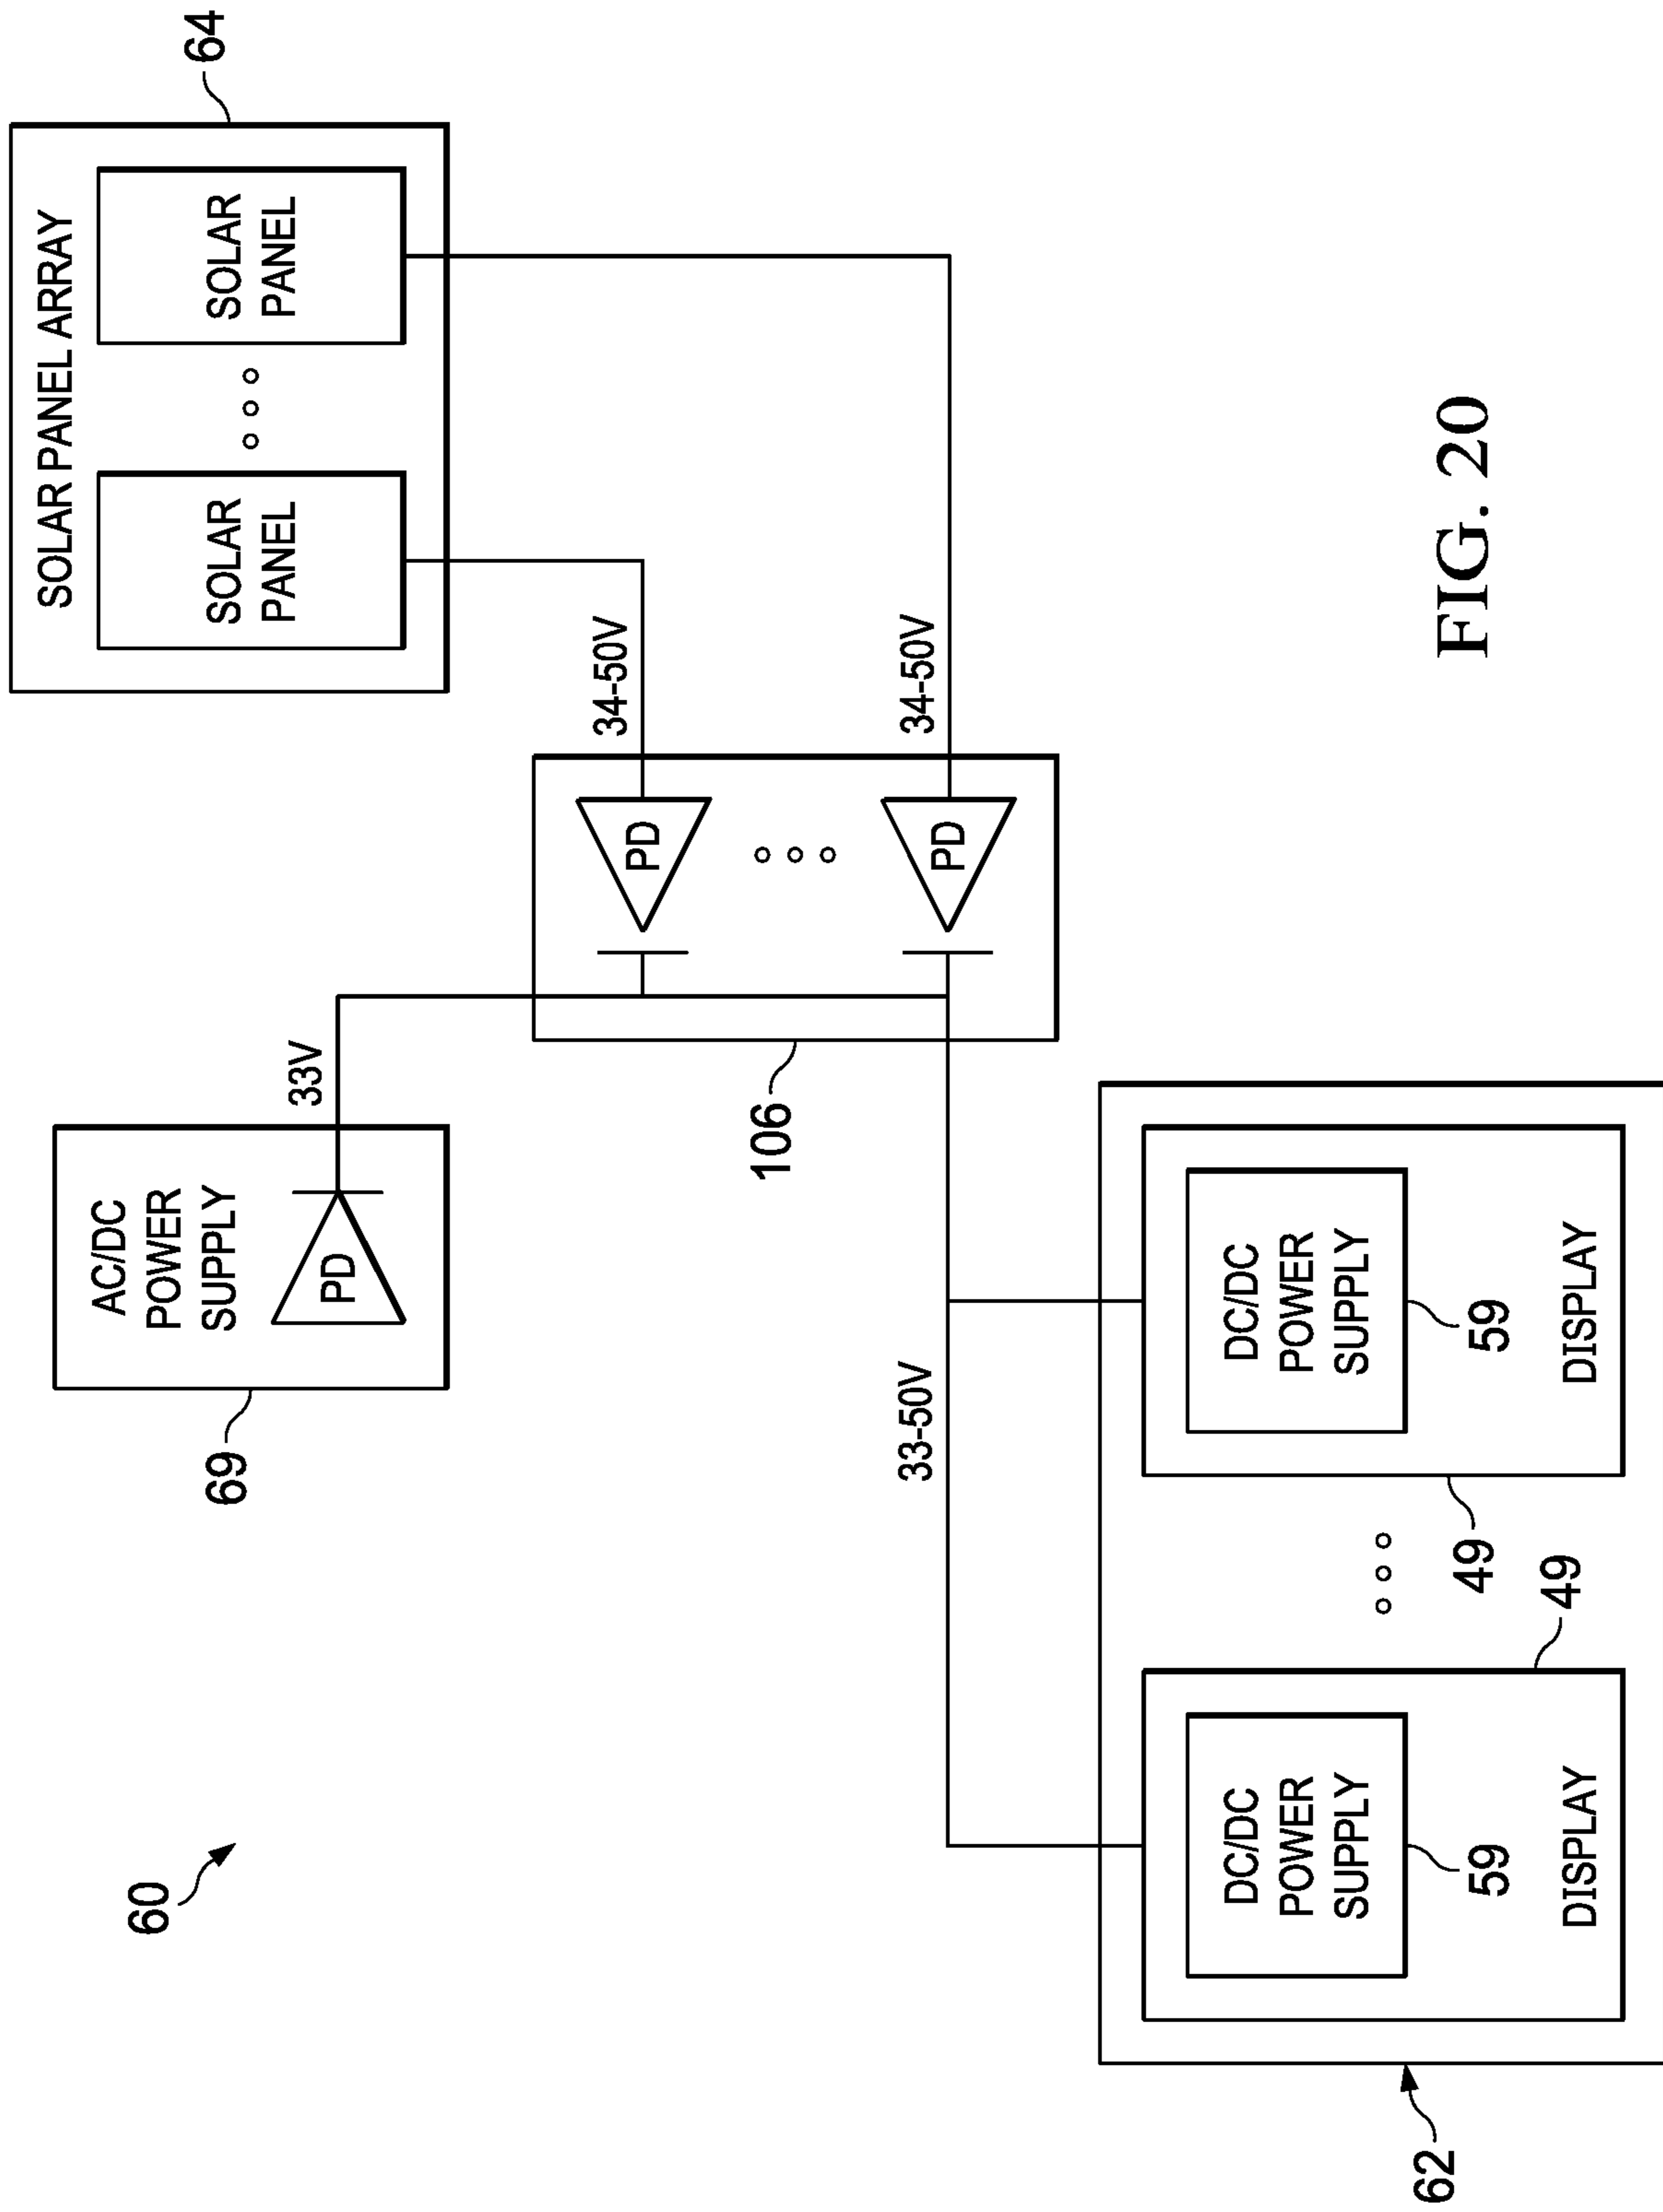 60
AC/DC
POWER
SUPPLY
PD
69
33V
SOLAR PANEL ARRAY
SOLAR
PANEL
SOLAR
PANEL
64
34-50V
34-50V
PD
PD
106
33-50V
DC/DC
POWER
SUPPLY
59
DISPLAY
49
DC/DC
POWER
SUPPLY
59
DISPLAY
49
62
FIG. 20